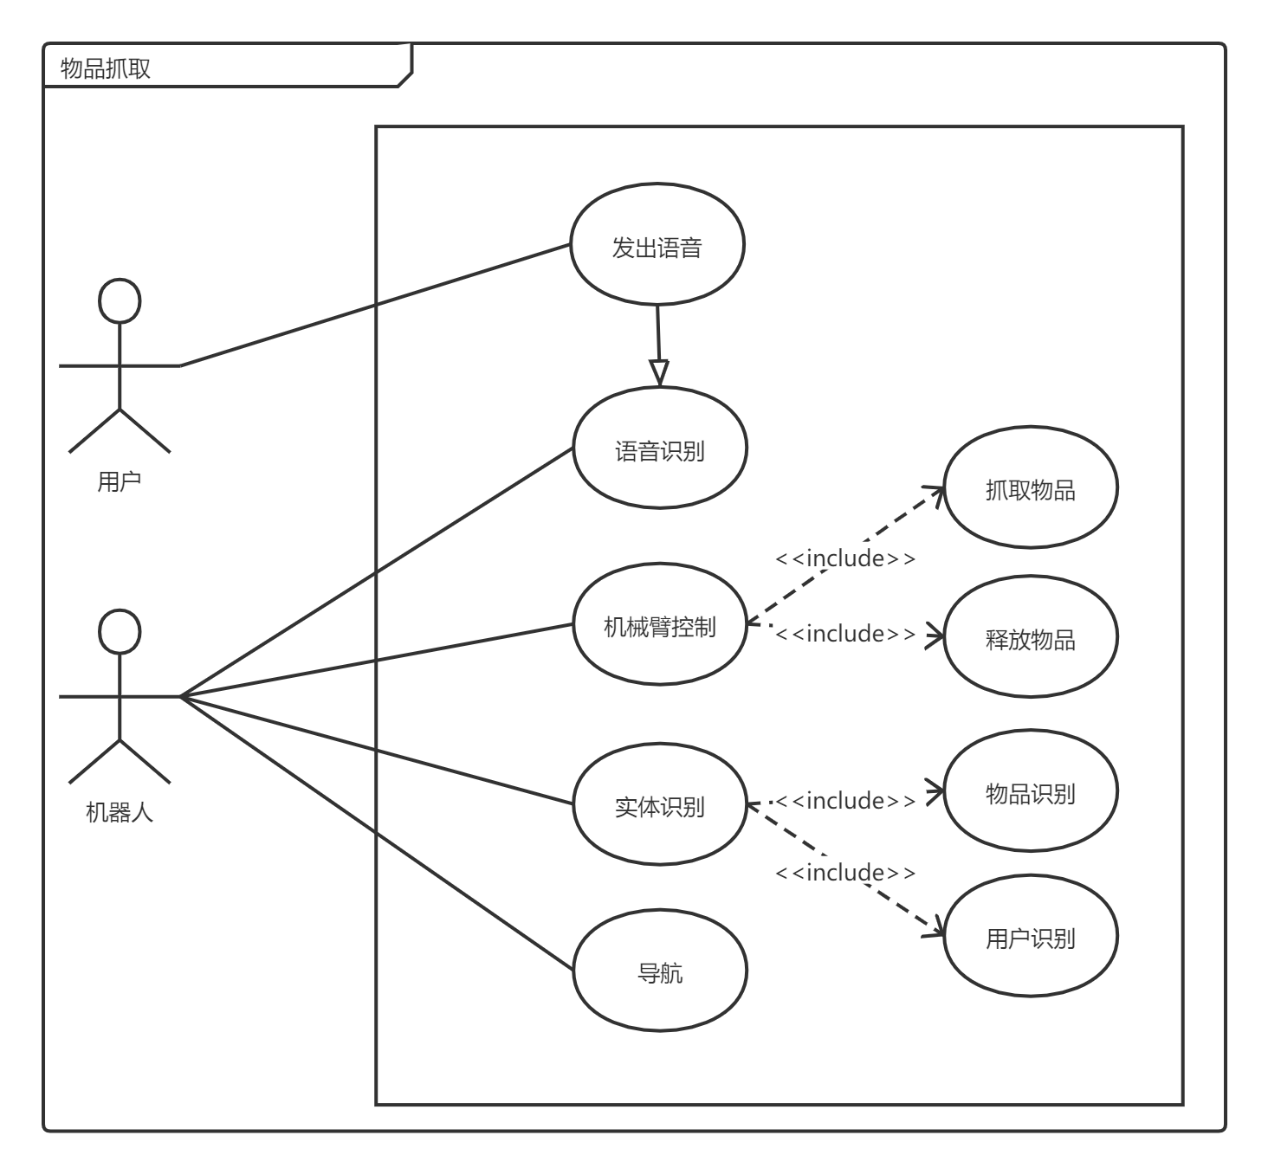 物品抓取
发出语音
用户
语音识别
抓取物品
<<include>>
机械臂控制
<<include>>
释放物品
机器人
实体识别
<<include>>
物品识别
<<include>>
用户识别
导航